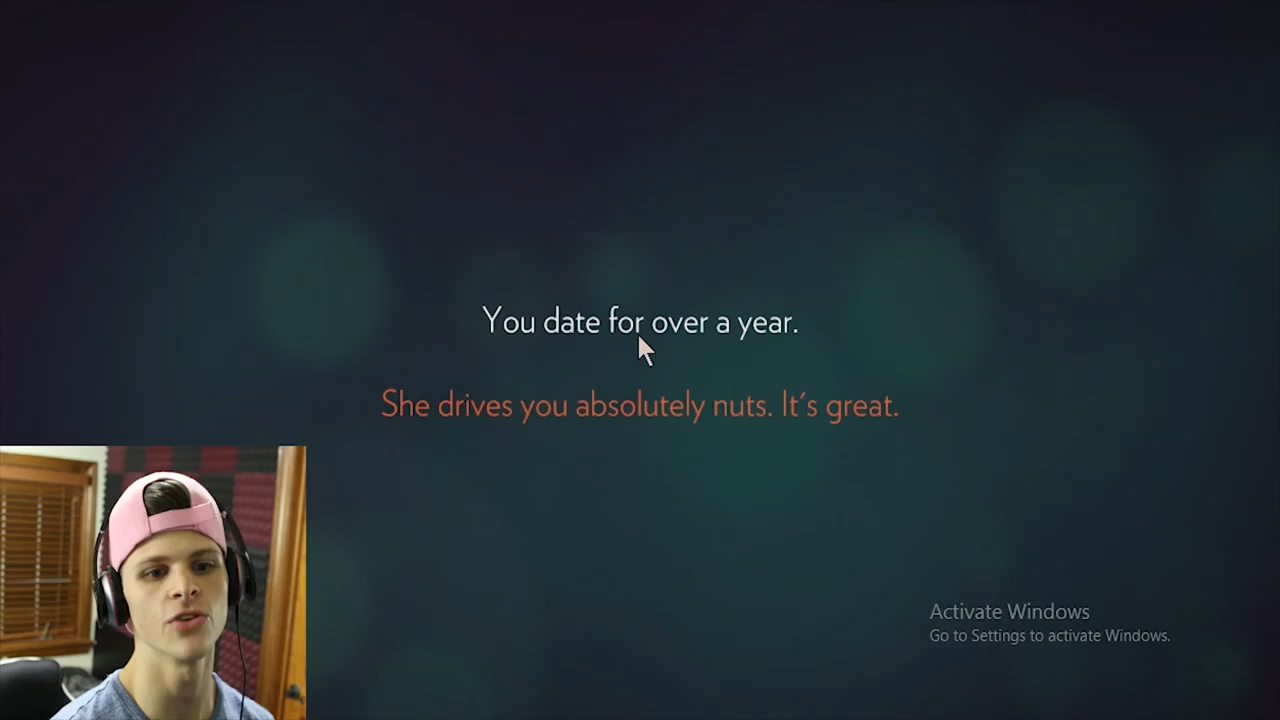 You date for over a year.
She drives you absolutely nuts. It's great.
Activate Windows
Go to Settings to activate Windows.